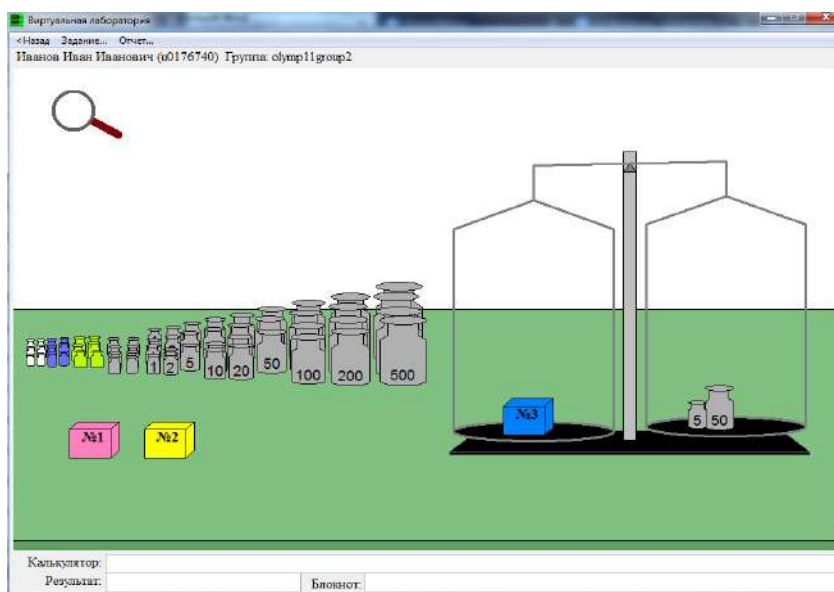 Виртуальная лаборатория
<Назад Задание... Отчет...
Иванов Иван Иванович (u0176740) Группа: olymp11group2
1 2 5 10 20 50 100 200 500
№3
5 50
№1 №2
Калькулятор:
Результат: Блокнот: